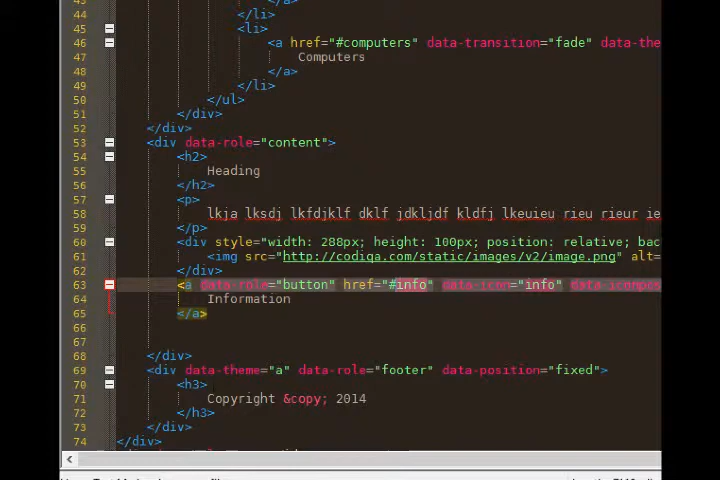 43 </a>
44 </li>
45 <li>
46 <a href="#computers" data-transition="fade" data-the
47 Computers
48 </a>
49 </li>
50 </ul>
51 </div>
52 </div>
53 <div data-role="content">
54 <h2>
55 Heading
56 </h2>
57 <p>
58 lkja lksdj lkfdjklf dklf jdkljdf kldfj lkeuieu rieu rieur ie
59 </p>
60 <div style="width: 288px; height: 100px; position: relative; bac
61 <img src="http://codiqa.com/static/images/v2/image.png" alt=
62 </div>
63 <a data-role="button" href="#info" data-icon="info" data-iconpos
64 Information
65 </a>
66
67
68 </div>
69 <div data-theme="a" data-role="footer" data-position="fixed">
70 <h3>
71 Copyright &copy; 2014
72 </h3>
73 </div>
74 </div>